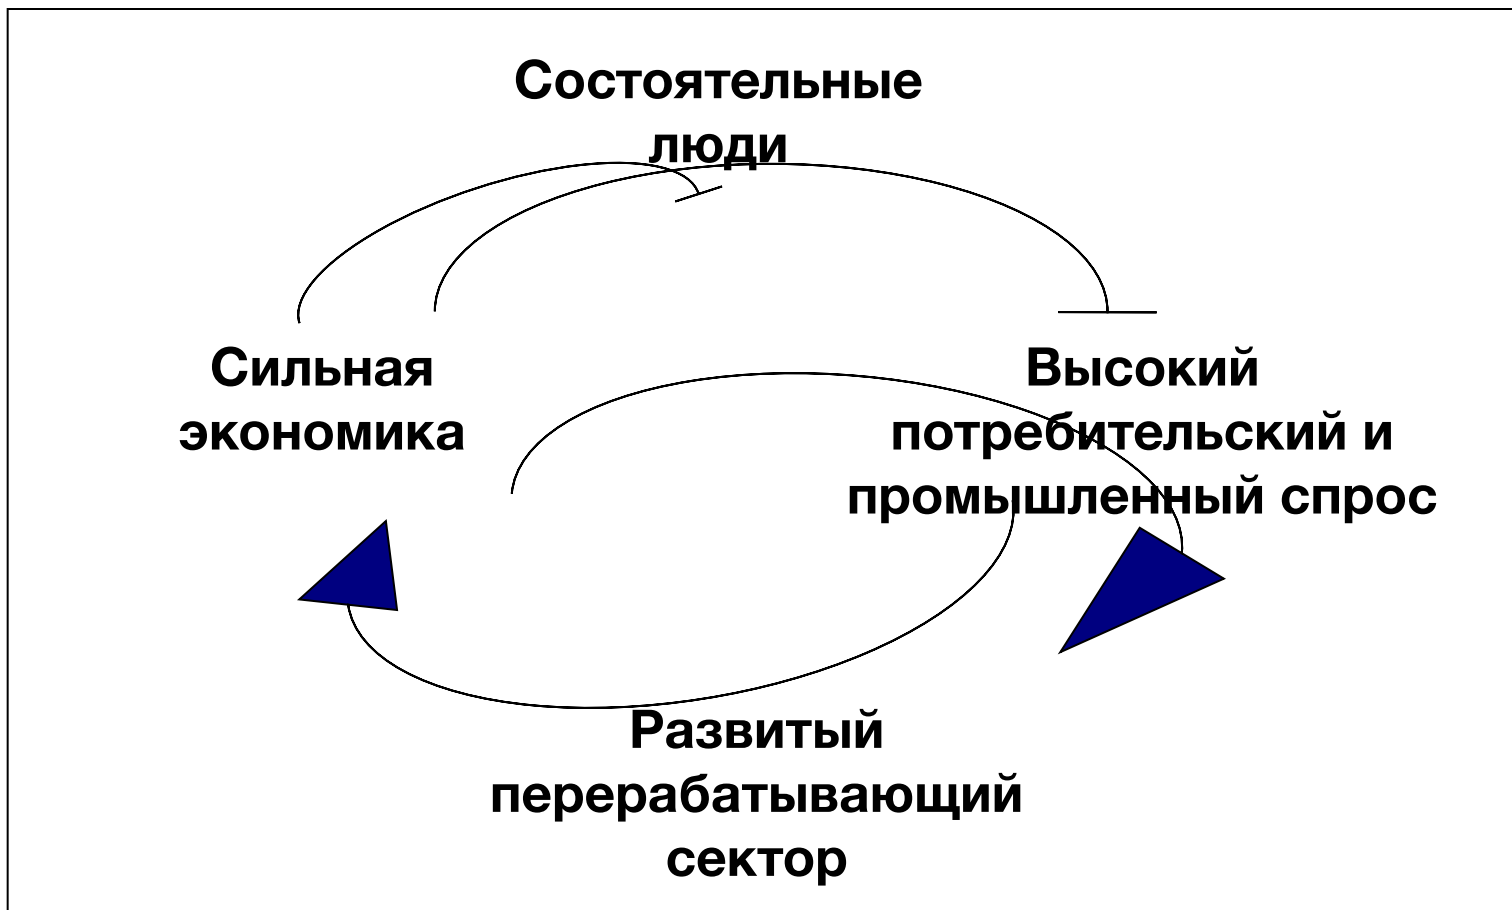 Состоятельные
люди
Сильная
экономика
Высокий
потребительский и
промышленный спрос
Развитый
перерабатывающий
сектор